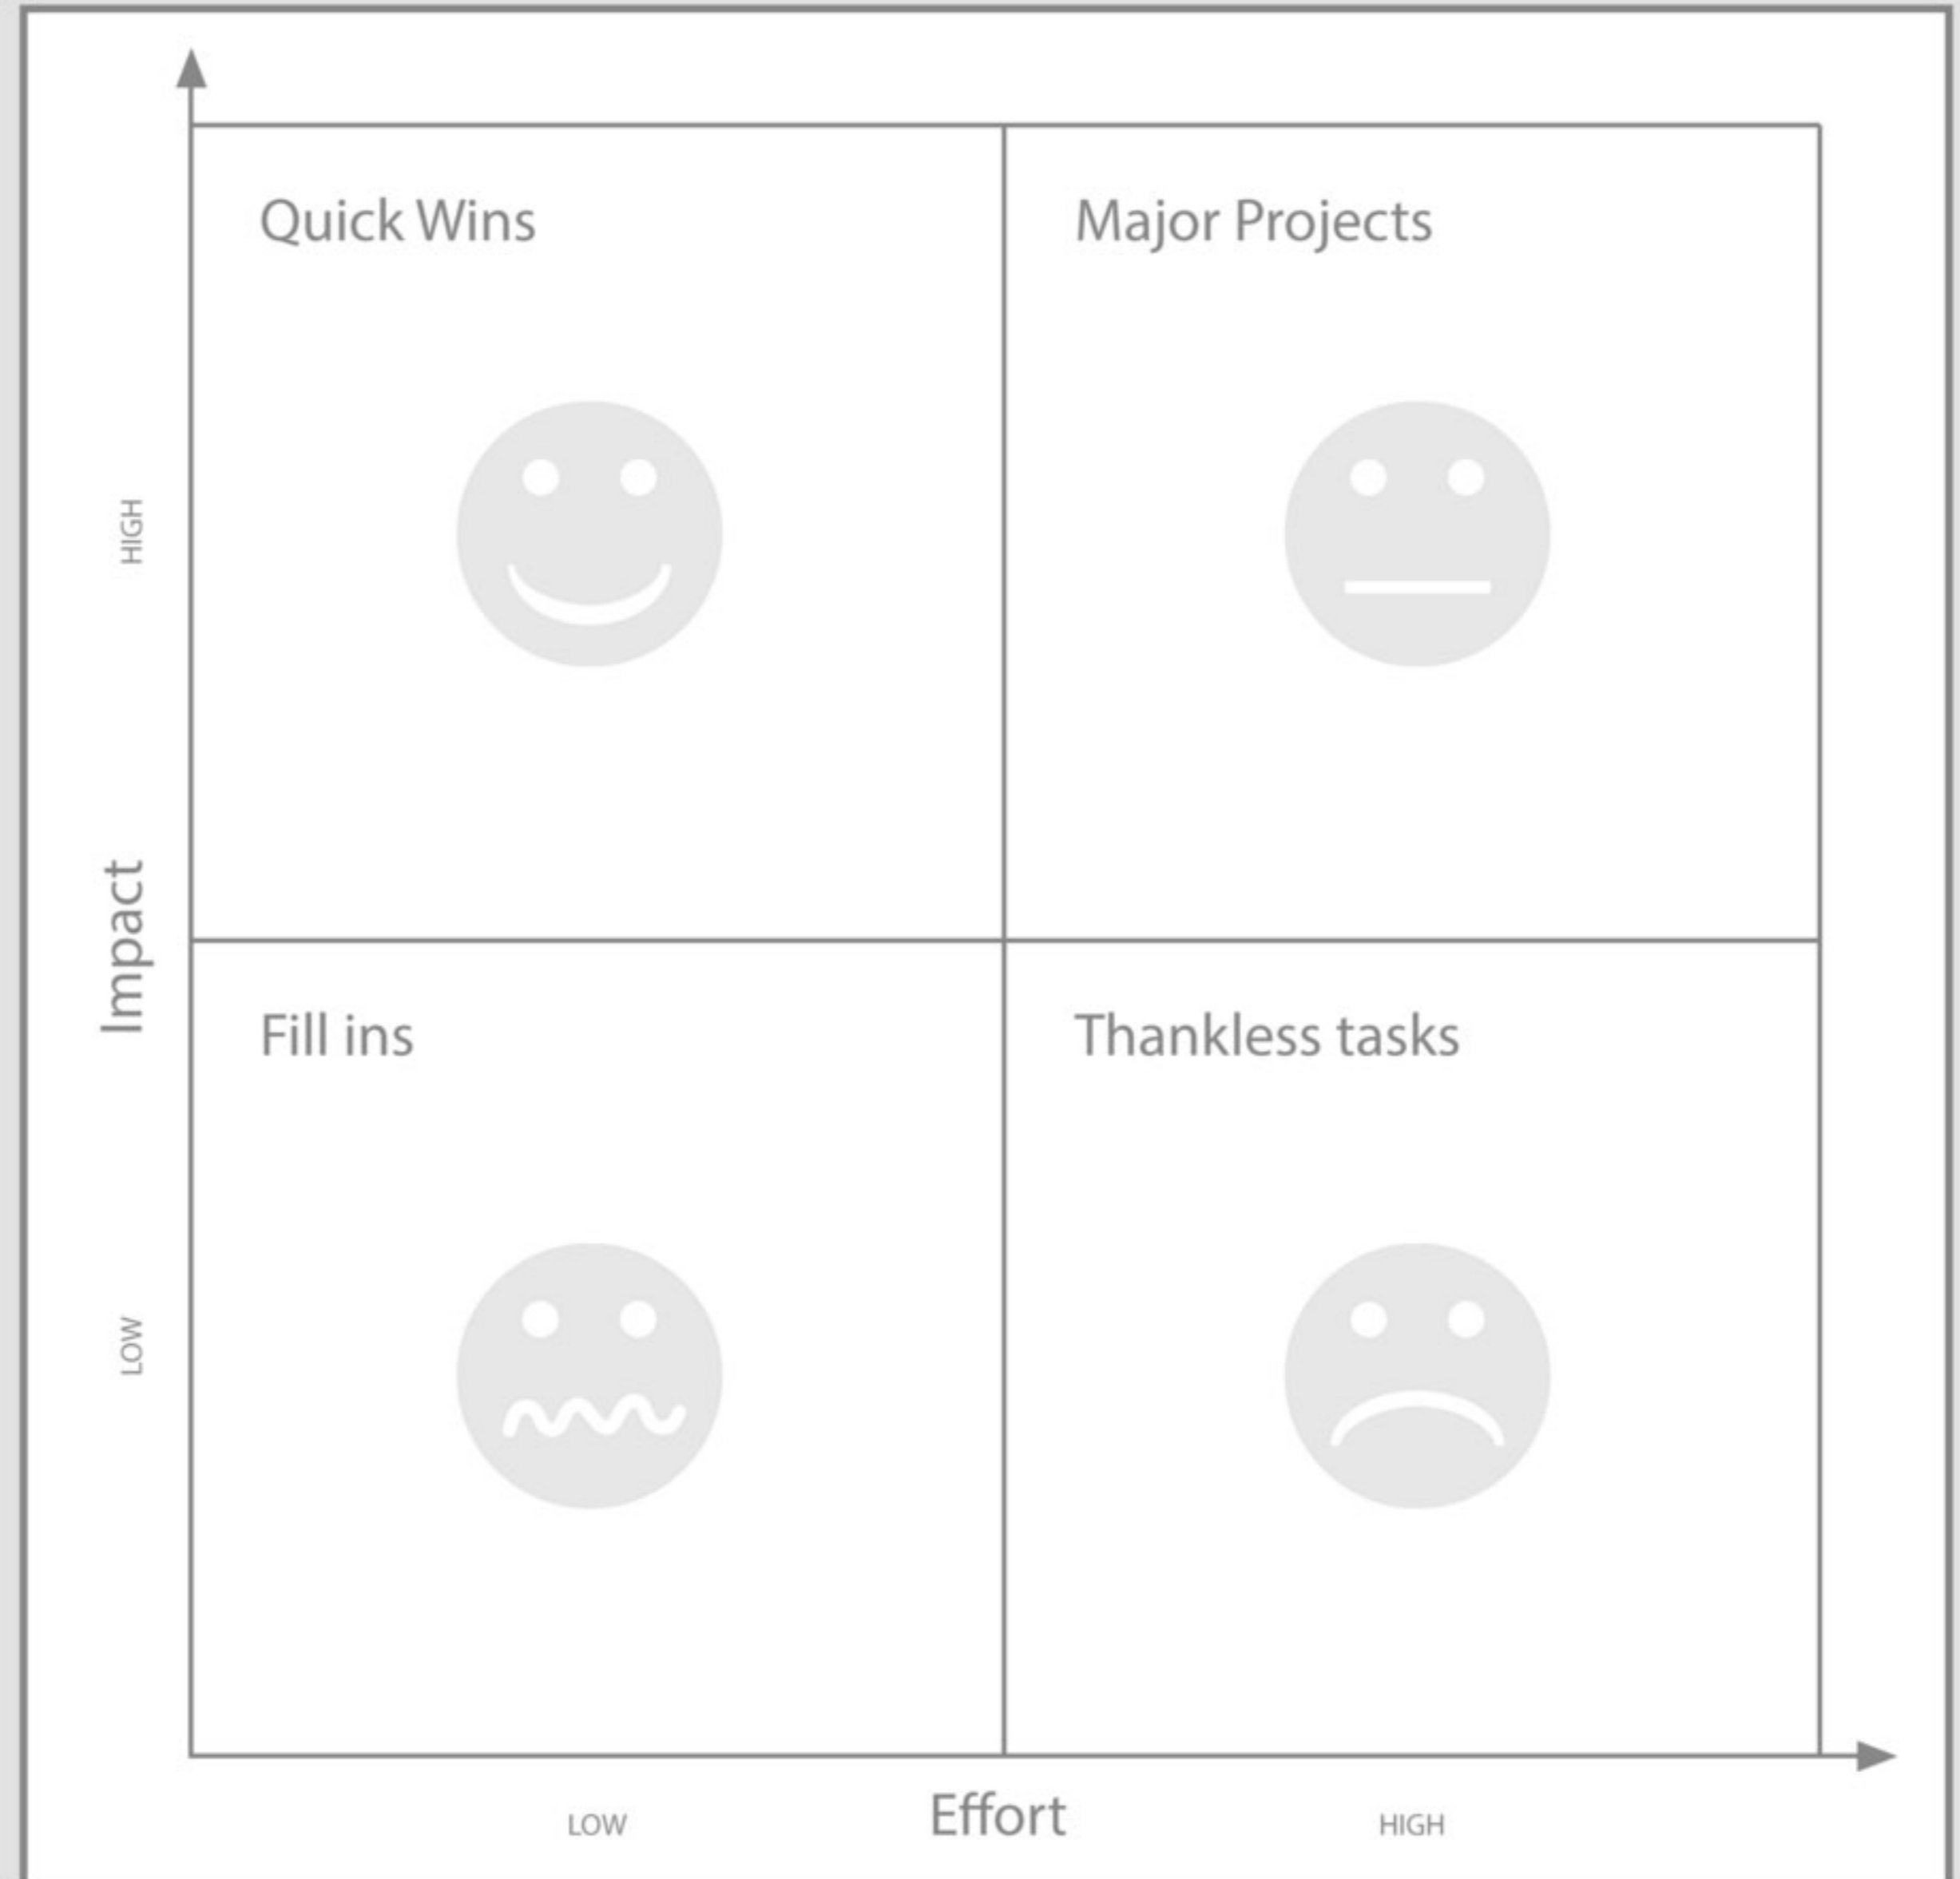 Quick Wins
Major Projects
HIGH
Impact
Fill ins
Thankless tasks
LOW
LOW
Effort
HIGH